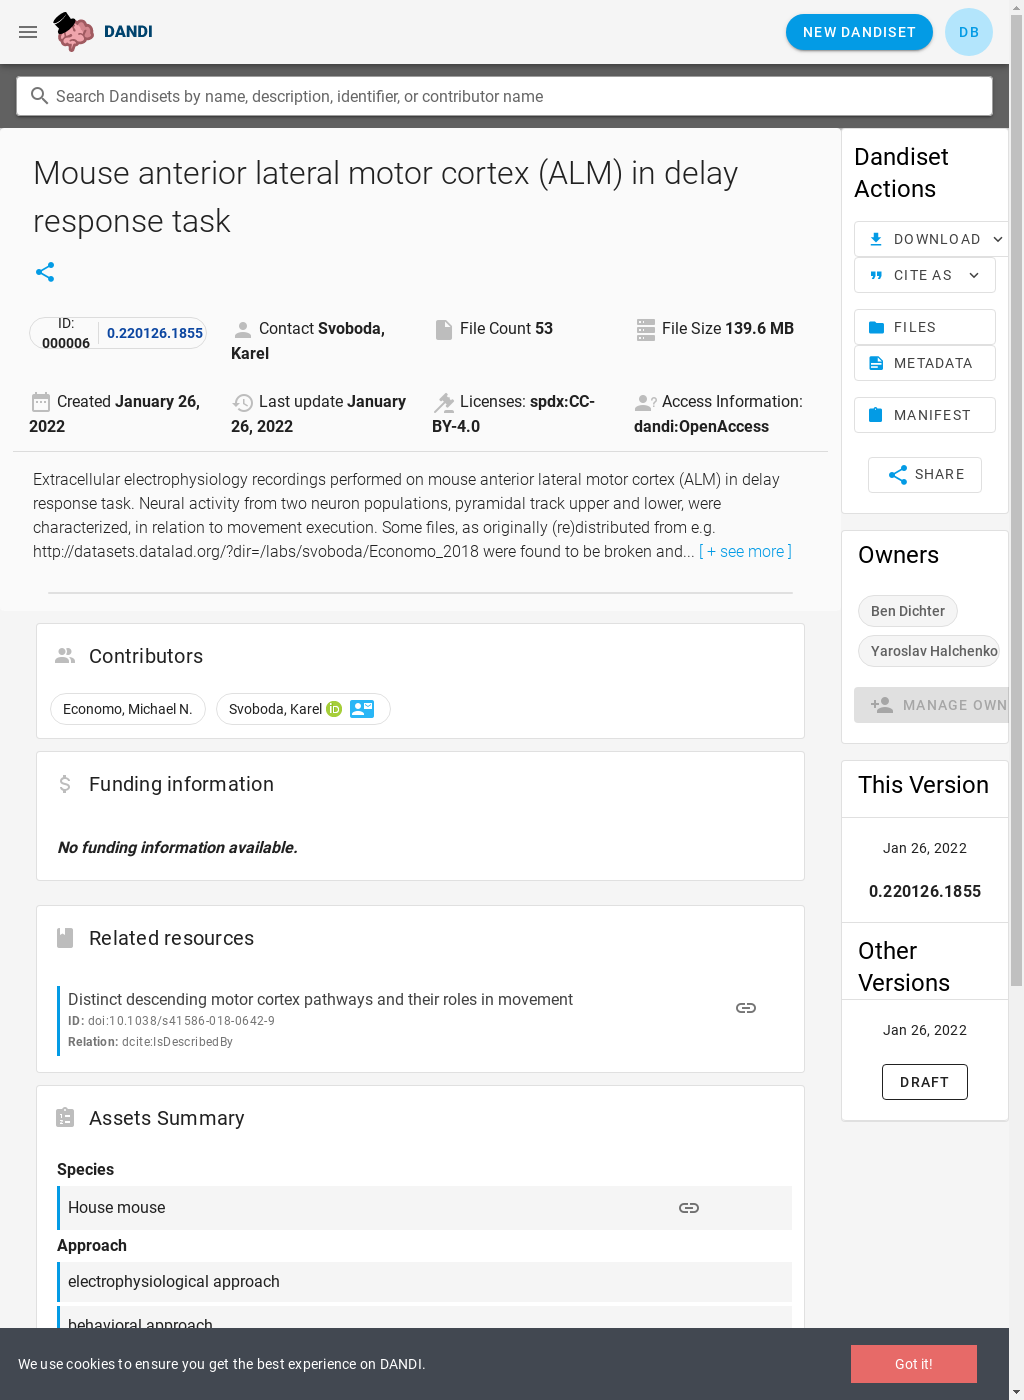 DANDI
NEW DANDISET
DB
Search Dandisets by name, description, identifier, or contributor name
Mouse anterior lateral motor cortex (ALM) in delay
response task
ID:
000006
0.220126.1855
Contact Svoboda,
Karel
File Count 53
File Size 139.6 MB
Created January 26,
2022
Last update January
26, 2022
Licenses: spdx:CC-
BY-4.0
Access Information:
dandi:OpenAccess
Extracellular electrophysiology recordings performed on mouse anterior lateral motor cortex (ALM) in delay
response task. Neural activity from two neuron populations, pyramidal track upper and lower, were
characterized, in relation to movement execution. Some files, as originally (re)distributed from e.g.
http://datasets.datalad.org/?dir=/labs/svoboda/Economo_2018 were found to be broken and... [ + see more ]
Contributors
Economo, Michael N.
Svoboda, Karel iD
Funding information
No funding information available.
Related resources
Distinct descending motor cortex pathways and their roles in movement
ID: doi:10.1038/s41586-018-0642-9
Relation: dcite:IsDescribedBy
Assets Summary
Species
House mouse
Approach
electrophysiological approach
behavioral approach
Dandiset
Actions
DOWNLOAD
CITE AS
FILES
METADATA
MANIFEST
SHARE
Owners
Ben Dichter
Yaroslav Halchenko
MANAGE OWN
This Version
Jan 26, 2022
0.220126.1855
Other
Versions
Jan 26, 2022
DRAFT
We use cookies to ensure you get the best experience on DANDI.
Got it!